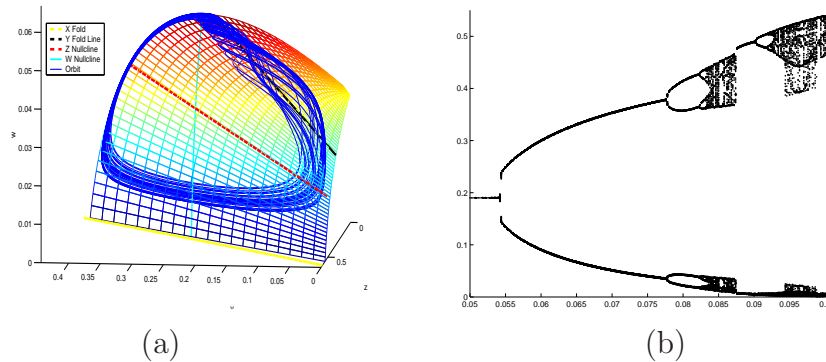 0.06
0.05
0.04
0.03
0.02
0.01
0
X Fold
Y Fold Line
Z Nullcline
W Nullcline
Orbit
w
0.4 0.35 0.3 0.25 0.2 0.15 0.1 0.05 0
0
0.5
z
(a)
0.5
0.4
0.3
0.2
0.1
0
0.05 0.055 0.06 0.065 0.07 0.075 0.08 0.085 0.09 0.095
(b)